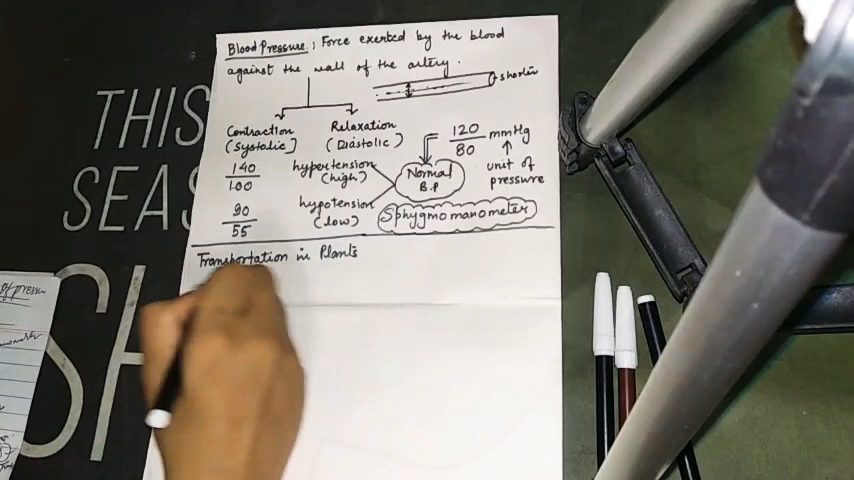 Blood Pressure : Force exerted by the blood
against the wall of the artery.
shorter
Contraction
(Systolic)
Relaxation
(Diastolic)
120
80
mmHg
unit of
pressure
140
100
hypertension
(high)
Normal
B.P
90
55
hypotension
(low)
Sphygmomanometer
Transportation in Plants
THIS
SEAS
SH
of pressu